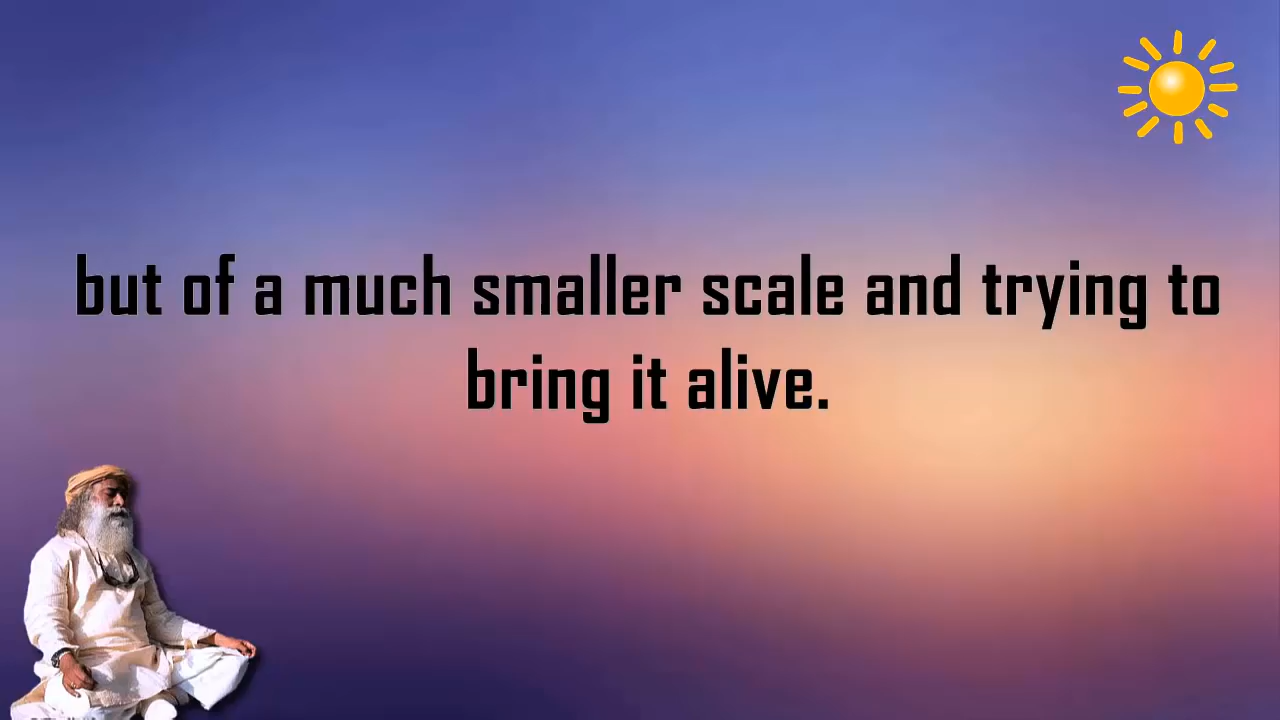 but of a much smaller scale and trying to
bring it alive.